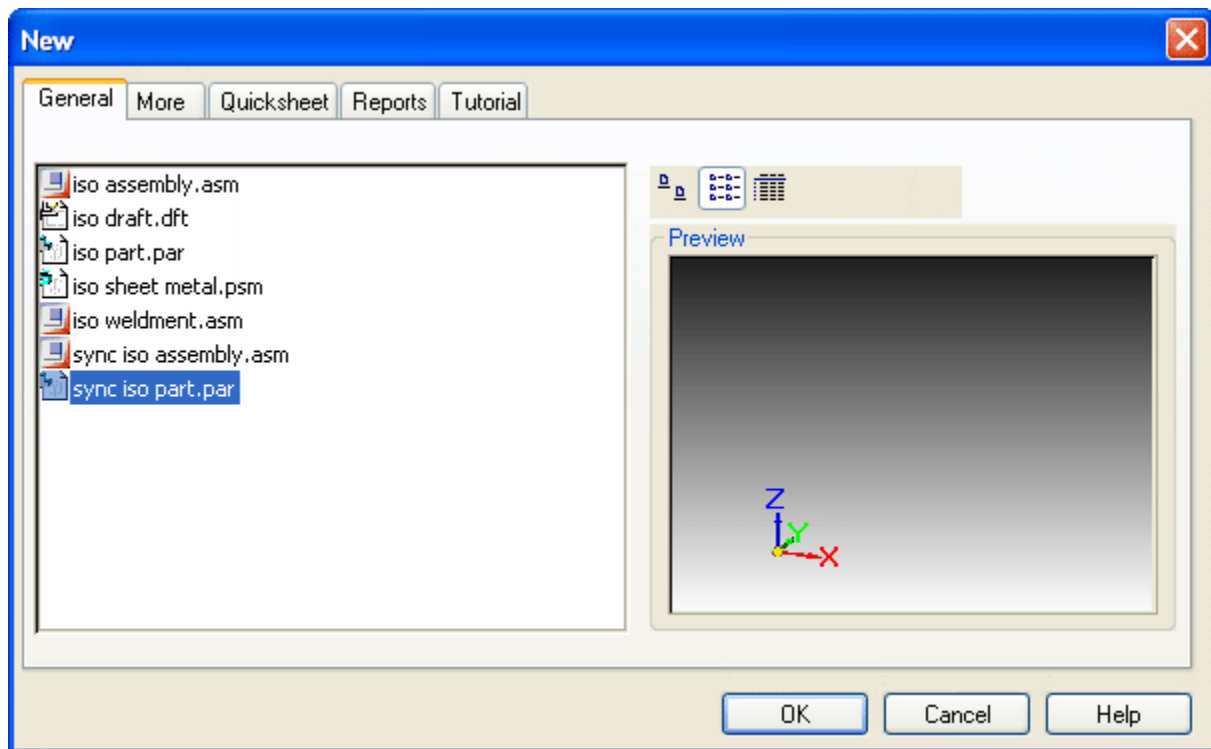 New
General More Quicksheet Reports Tutorial
iso assembly.asm
iso draft.dft
iso part.par
iso sheet metal.psm
iso weldment.asm
sync iso assembly.asm
sync iso part.par
Preview
Z
Y
X
OK Cancel Help